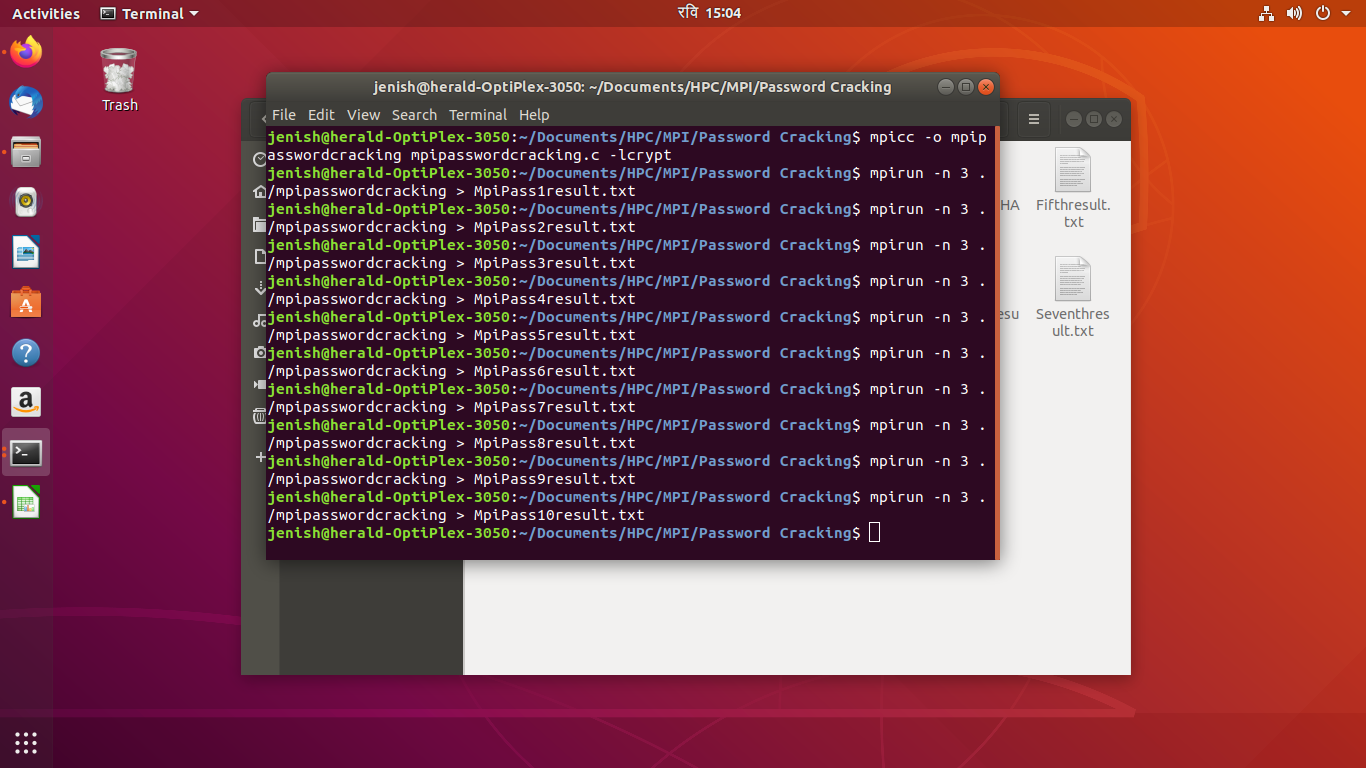 Activities
Terminal
रवि 15:04
Trash
jenish@herald-OptiPlex-3050: ~/Documents/HPC/MPI/Password Cracking
File Edit View Search Terminal Help
jenish@herald-OptiPlex-3050:~/Documents/HPC/MPI/Password Cracking$ mpicc -o mpip
asswordcracking mpipasswordcracking.c -lcrypt
jenish@herald-OptiPlex-3050:~/Documents/HPC/MPI/Password Cracking$ mpirun -n 3 .
/mpipasswordcracking > MpiPass1result.txt
jenish@herald-OptiPlex-3050:~/Documents/HPC/MPI/Password Cracking$ mpirun -n 3 .
/mpipasswordcracking > MpiPass2result.txt
jenish@herald-OptiPlex-3050:~/Documents/HPC/MPI/Password Cracking$ mpirun -n 3 .
/mpipasswordcracking > MpiPass3result.txt
jenish@herald-OptiPlex-3050:~/Documents/HPC/MPI/Password Cracking$ mpirun -n 3 .
/mpipasswordcracking > MpiPass4result.txt
jenish@herald-OptiPlex-3050:~/Documents/HPC/MPI/Password Cracking$ mpirun -n 3 .
/mpipasswordcracking > MpiPass5result.txt
jenish@herald-OptiPlex-3050:~/Documents/HPC/MPI/Password Cracking$ mpirun -n 3 .
/mpipasswordcracking > MpiPass6result.txt
jenish@herald-OptiPlex-3050:~/Documents/HPC/MPI/Password Cracking$ mpirun -n 3 .
/mpipasswordcracking > MpiPass7result.txt
jenish@herald-OptiPlex-3050:~/Documents/HPC/MPI/Password Cracking$ mpirun -n 3 .
/mpipasswordcracking > MpiPass8result.txt
jenish@herald-OptiPlex-3050:~/Documents/HPC/MPI/Password Cracking$ mpirun -n 3 .
/mpipasswordcracking > MpiPass9result.txt
jenish@herald-OptiPlex-3050:~/Documents/HPC/MPI/Password Cracking$ mpirun -n 3 .
/mpipasswordcracking > MpiPass10result.txt
jenish@herald-OptiPlex-3050:~/Documents/HPC/MPI/Password Cracking$
HA
Fifthresult.
txt
esu
Seventhres
ult.txt